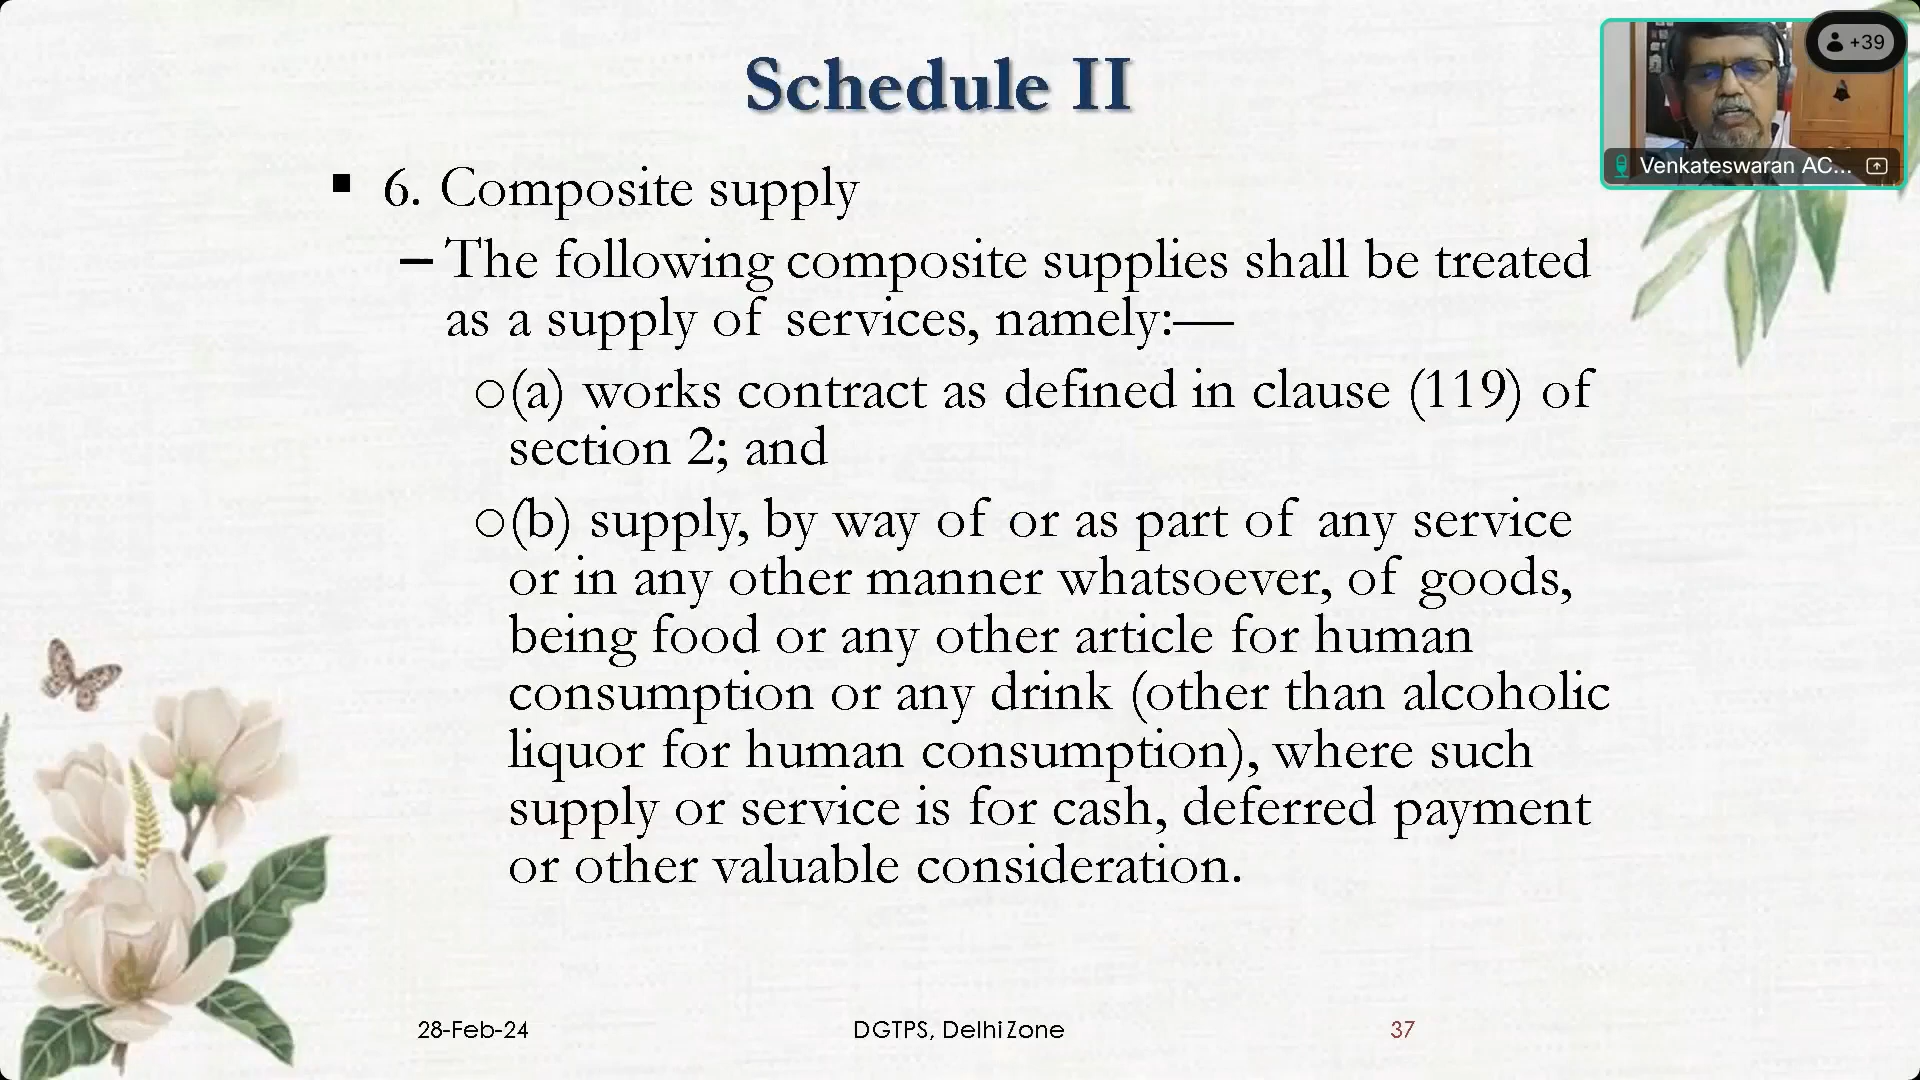 Schedule II
+39
Venkateswaran AC...
▪ 6. Composite supply
– The following composite supplies shall be treated
as a supply of services, namely:—
o(a) works contract as defined in clause (119) of
section 2; and
o(b) supply, by way of or as part of any service
or in any other manner whatsoever, of goods,
being food or any other article for human
consumption or any drink (other than alcoholic
liquor for human consumption), where such
supply or service is for cash, deferred payment
or other valuable consideration.
28-Feb-24 DGTPS, Delhi Zone 37